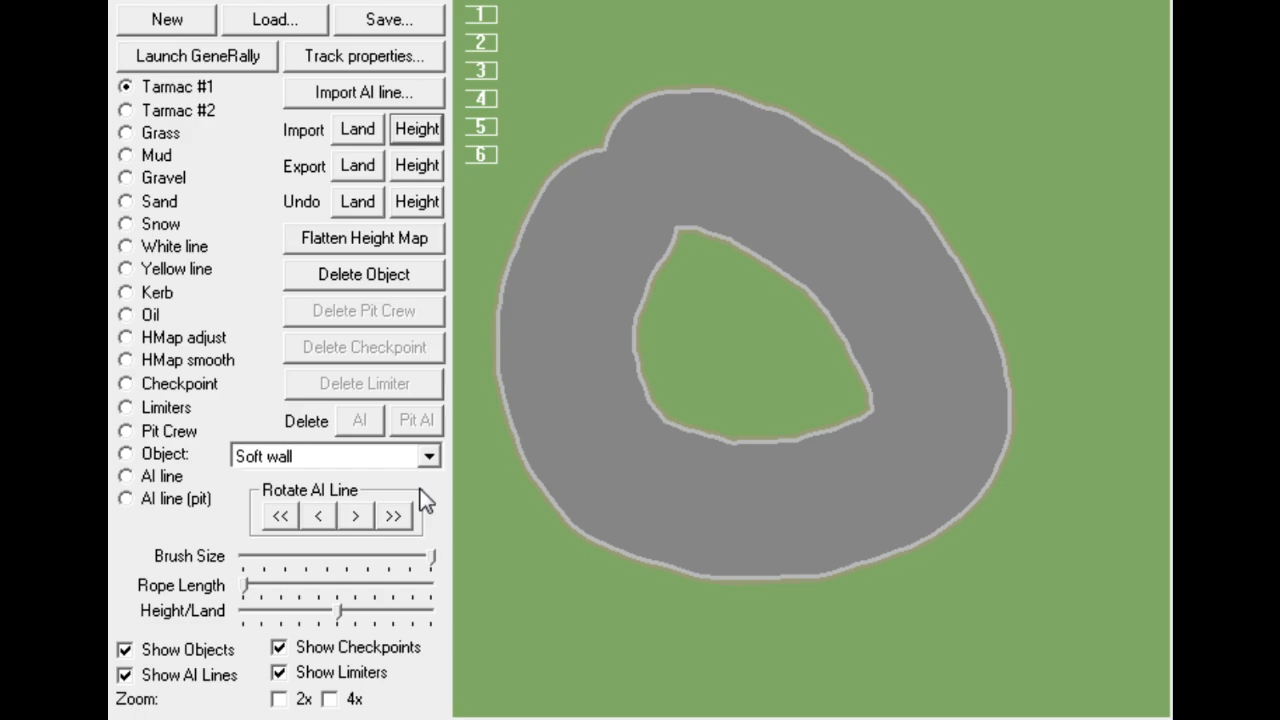 New Load... Save...
Launch GeneRally Track properties...
Tarmac #1 Import AI line...
Tarmac #2
Grass Import Land Height
Mud
Gravel Export Land Height
Sand Undo Land Height
Snow
White line Flatten Height Map
Yellow line Delete Object
Kerb
Oil Delete Pit Crew
HMap adjust Delete Checkpoint
HMap smooth
Checkpoint Delete Limiter
Limiters
Pit Crew Delete AI Pit AI
Object: Soft wall
AI line
AI line (pit) Rotate AI Line
<< < > >>
Brush Size
Rope Length
Height/Land
Show Objects Show Checkpoints
Show AI Lines Show Limiters
Zoom: 2x 4x
1
2
3
4
5
6